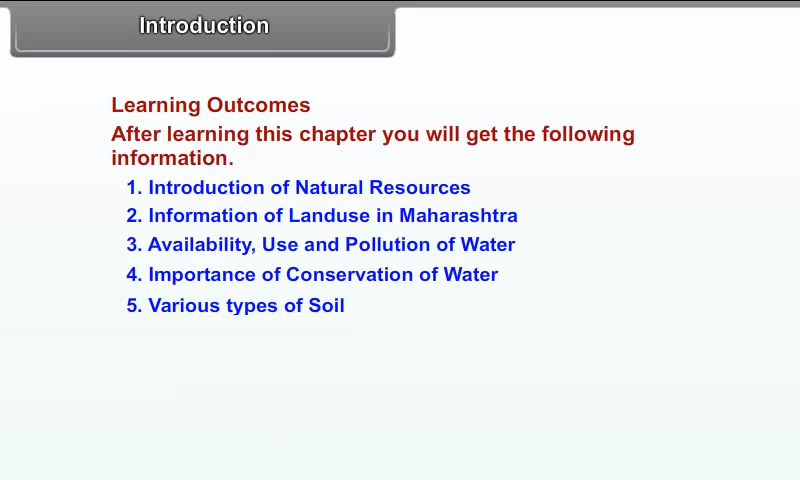 Introduction
Learning Outcomes
After learning this chapter you will get the following
information.
1. Introduction of Natural Resources
2. Information of Landuse in Maharashtra
3. Availability, Use and Pollution of Water
4. Importance of Conservation of Water
5. Various types of Soil